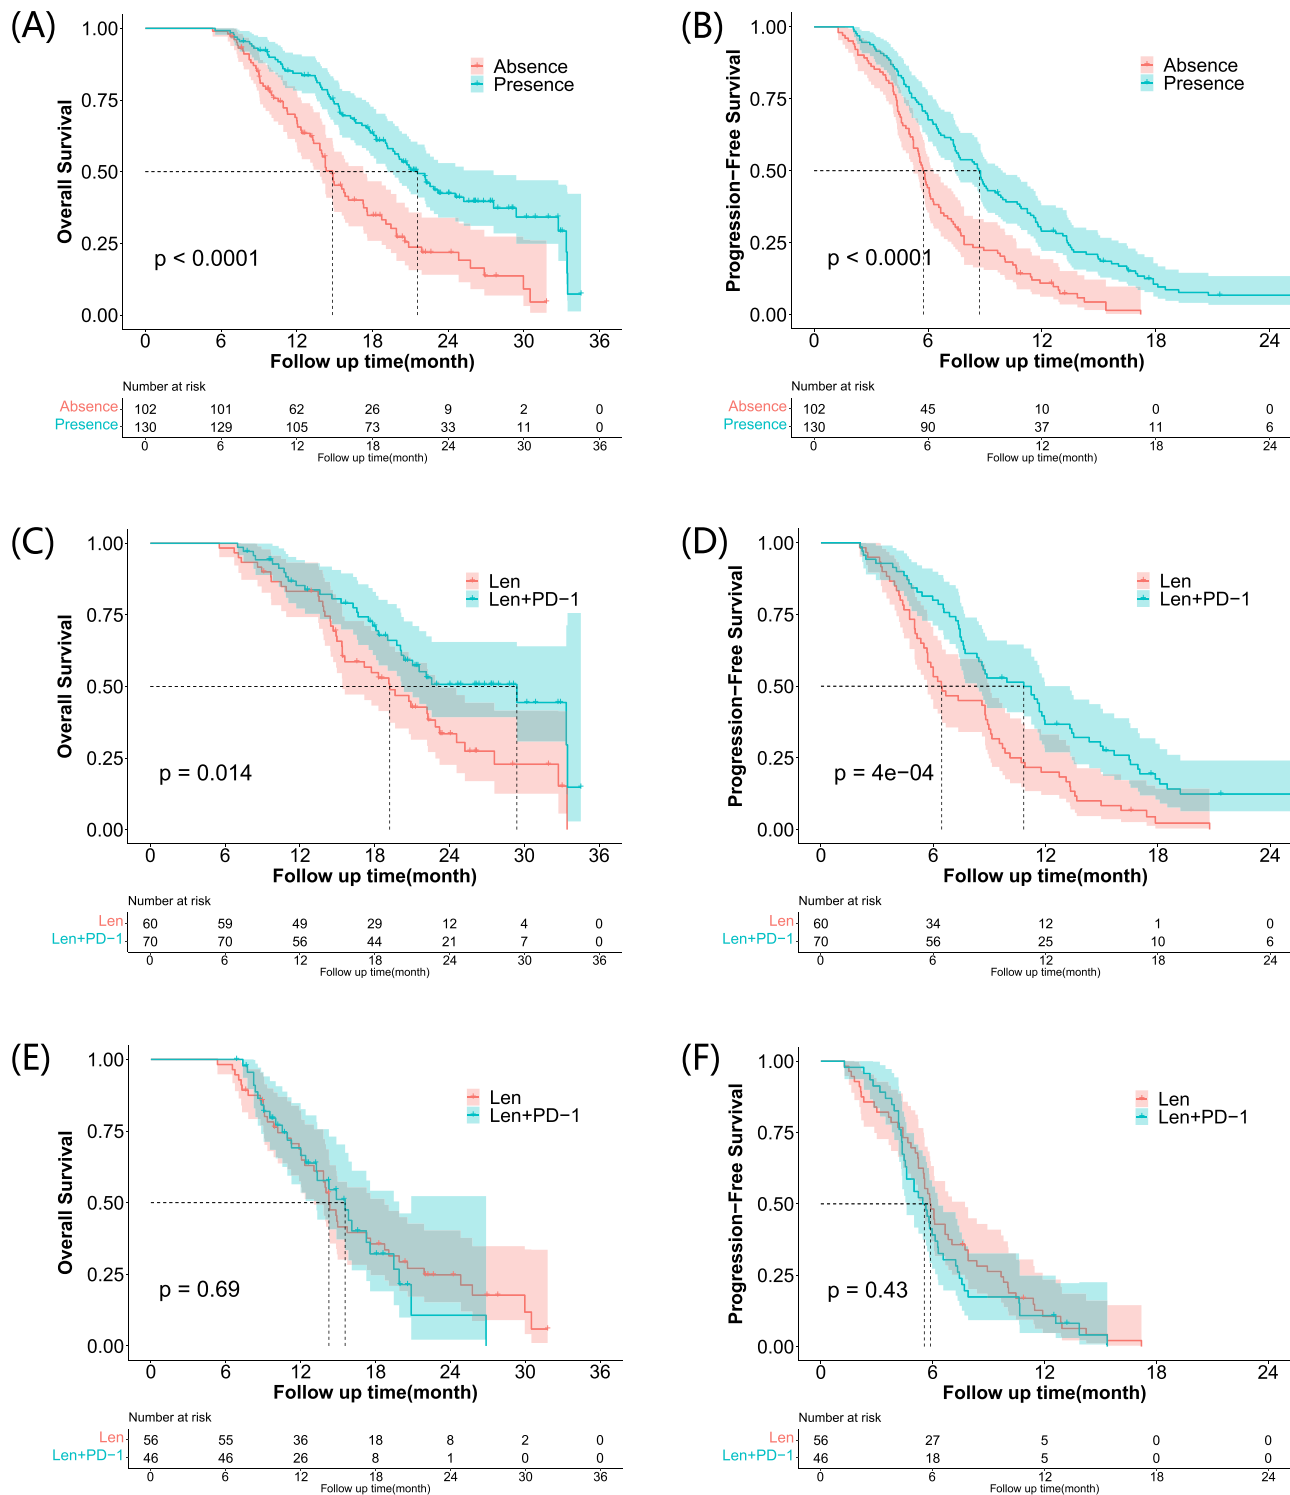 (A)
Overall Survival
1.00
0.75
0.50
0.25
0.00
Absence
Presence
p < 0.0001
0 6 12 18 24 30 36
Follow up time(month)
Number at risk
Absence 102 101 62 26 9 2 0
Presence 130 129 105 73 33 11 0
0 6 12 18 24 30 36
Follow up time(month)
(B)
Progression−Free Survival
1.00
0.75
0.50
0.25
0.00
Absence
Presence
p < 0.0001
0 6 12 18 24
Follow up time(month)
Number at risk
Absence 102 45 10 0 0
Presence 130 90 37 11 6
0 6 12 18 24
Follow up time(month)
(C)
Overall Survival
1.00
0.75
0.50
0.25
0.00
Len
Len+PD−1
p = 0.014
0 6 12 18 24 30 36
Follow up time(month)
Number at risk
Len 60 59 49 29 12 4 0
Len+PD−1 70 70 56 44 21 7 0
0 6 12 18 24 30 36
Follow up time(month)
(D)
Progression−Free Survival
1.00
0.75
0.50
0.25
0.00
Len
Len+PD−1
p = 4e−04
0 6 12 18 24
Follow up time(month)
Number at risk
Len 60 34 12 1 0
Len+PD−1 70 56 25 10 6
0 6 12 18 24
Follow up time(month)
(E)
Overall Survival
1.00
0.75
0.50
0.25
0.00
Len
Len+PD−1
p = 0.69
0 6 12 18 24 30 36
Follow up time(month)
Number at risk
Len 56 55 36 18 8 2 0
Len+PD−1 46 46 26 8 1 0 0
0 6 12 18 24 30 36
Follow up time(month)
(F)
Progression−Free Survival
1.00
0.75
0.50
0.25
0.00
Len
Len+PD−1
p = 0.43
0 6 12 18 24
Follow up time(month)
Number at risk
Len 56 27 5 0 0
Len+PD−1 46 18 5 0 0
0 6 12 18 24
Follow up time(month)